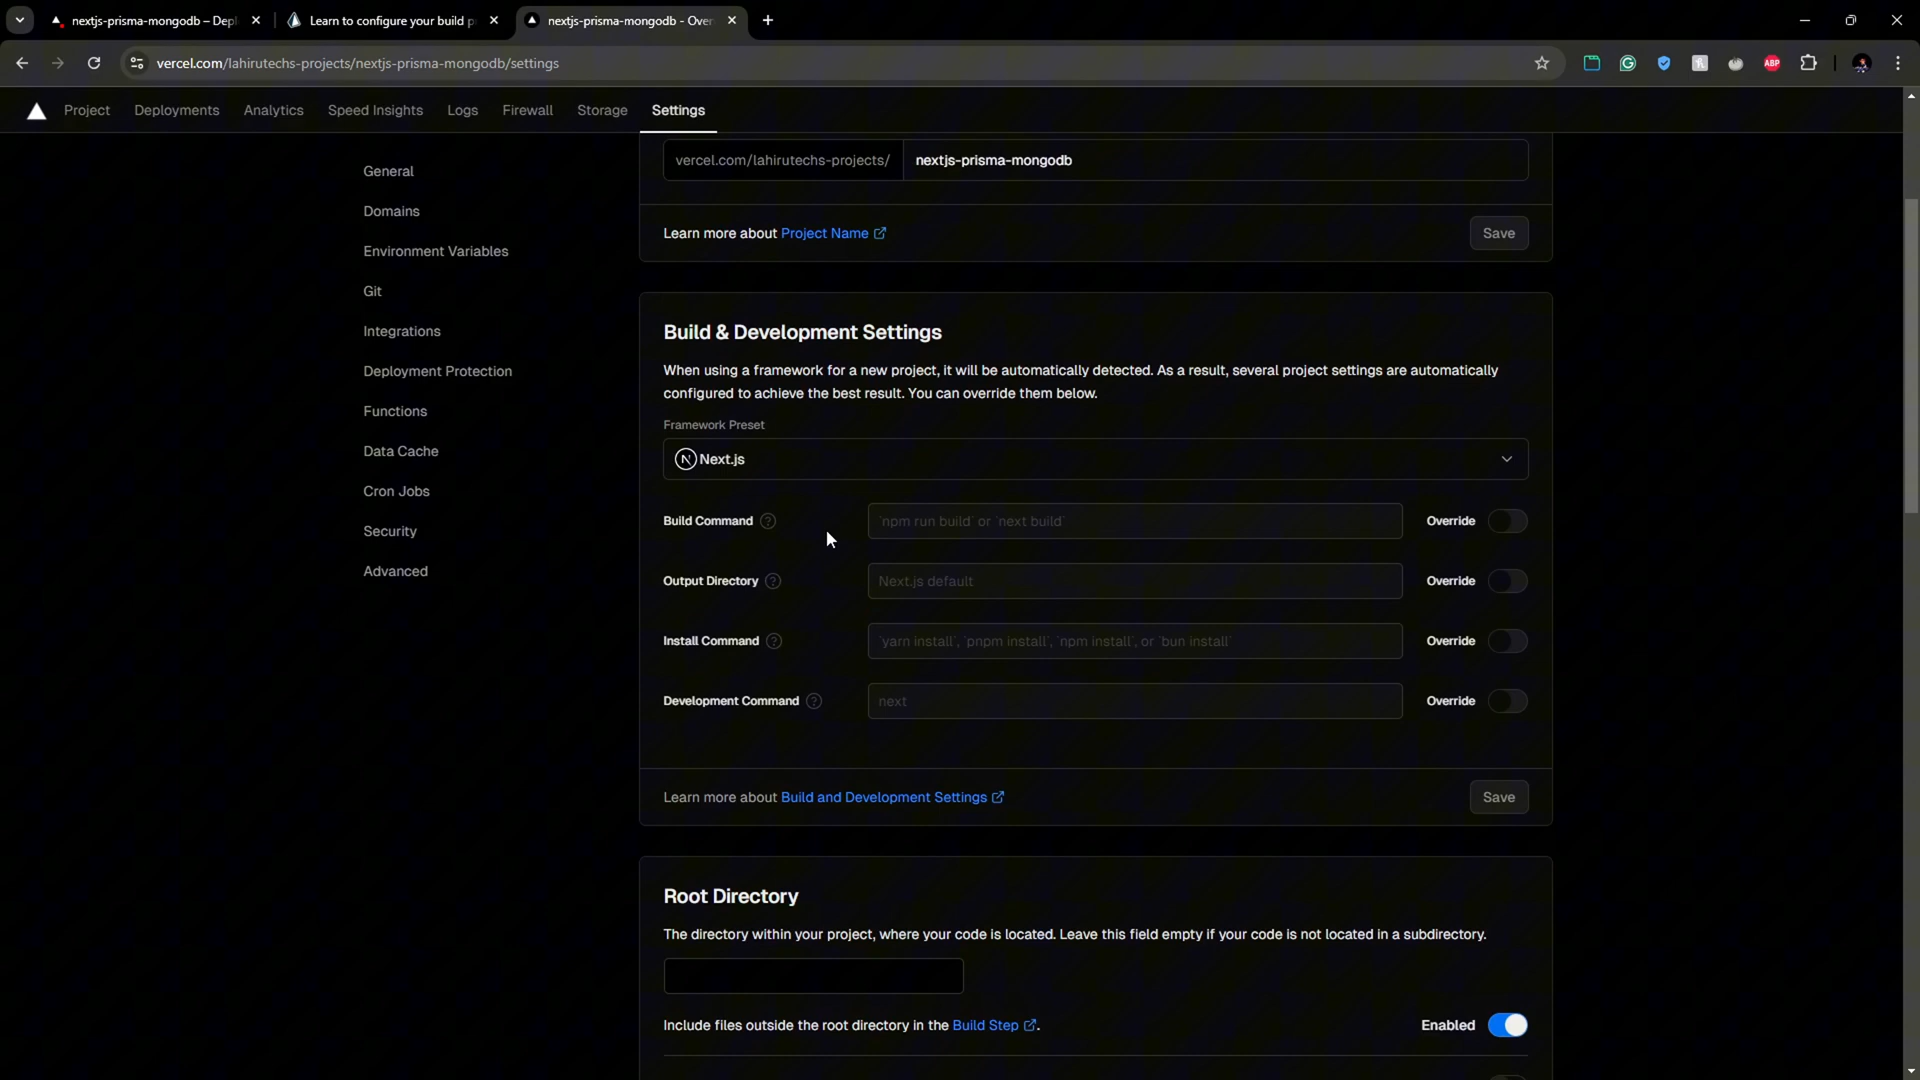 nextjs-prisma-mongodb – Depl
Learn to configure your build p
nextjs-prisma-mongodb - Over
vercel.com/lahirutechs-projects/nextjs-prisma-mongodb/settings
ABP
Project
Deployments
Analytics
Speed Insights
Logs
Firewall
Storage
Settings
General
Domains
Environment Variables
Git
Integrations
Deployment Protection
Functions
Data Cache
Cron Jobs
Security
Advanced
vercel.com/lahirutechs-projects/ nextjs-prisma-mongodb
Learn more about Project Name
Save
Build & Development Settings
When using a framework for a new project, it will be automatically detected. As a result, several project settings are automatically
configured to achieve the best result. You can override them below.
Framework Preset
N Next.js
Build Command ? `npm run build` or `next build` Override
Output Directory ? Next.js default Override
Install Command ? `yarn install`, `pnpm install`, `npm install`, or `bun install` Override
Development Command ? next Override
Learn more about Build and Development Settings
Save
Root Directory
The directory within your project, where your code is located. Leave this field empty if your code is not located in a subdirectory.
Include files outside the root directory in the Build Step .
Enabled